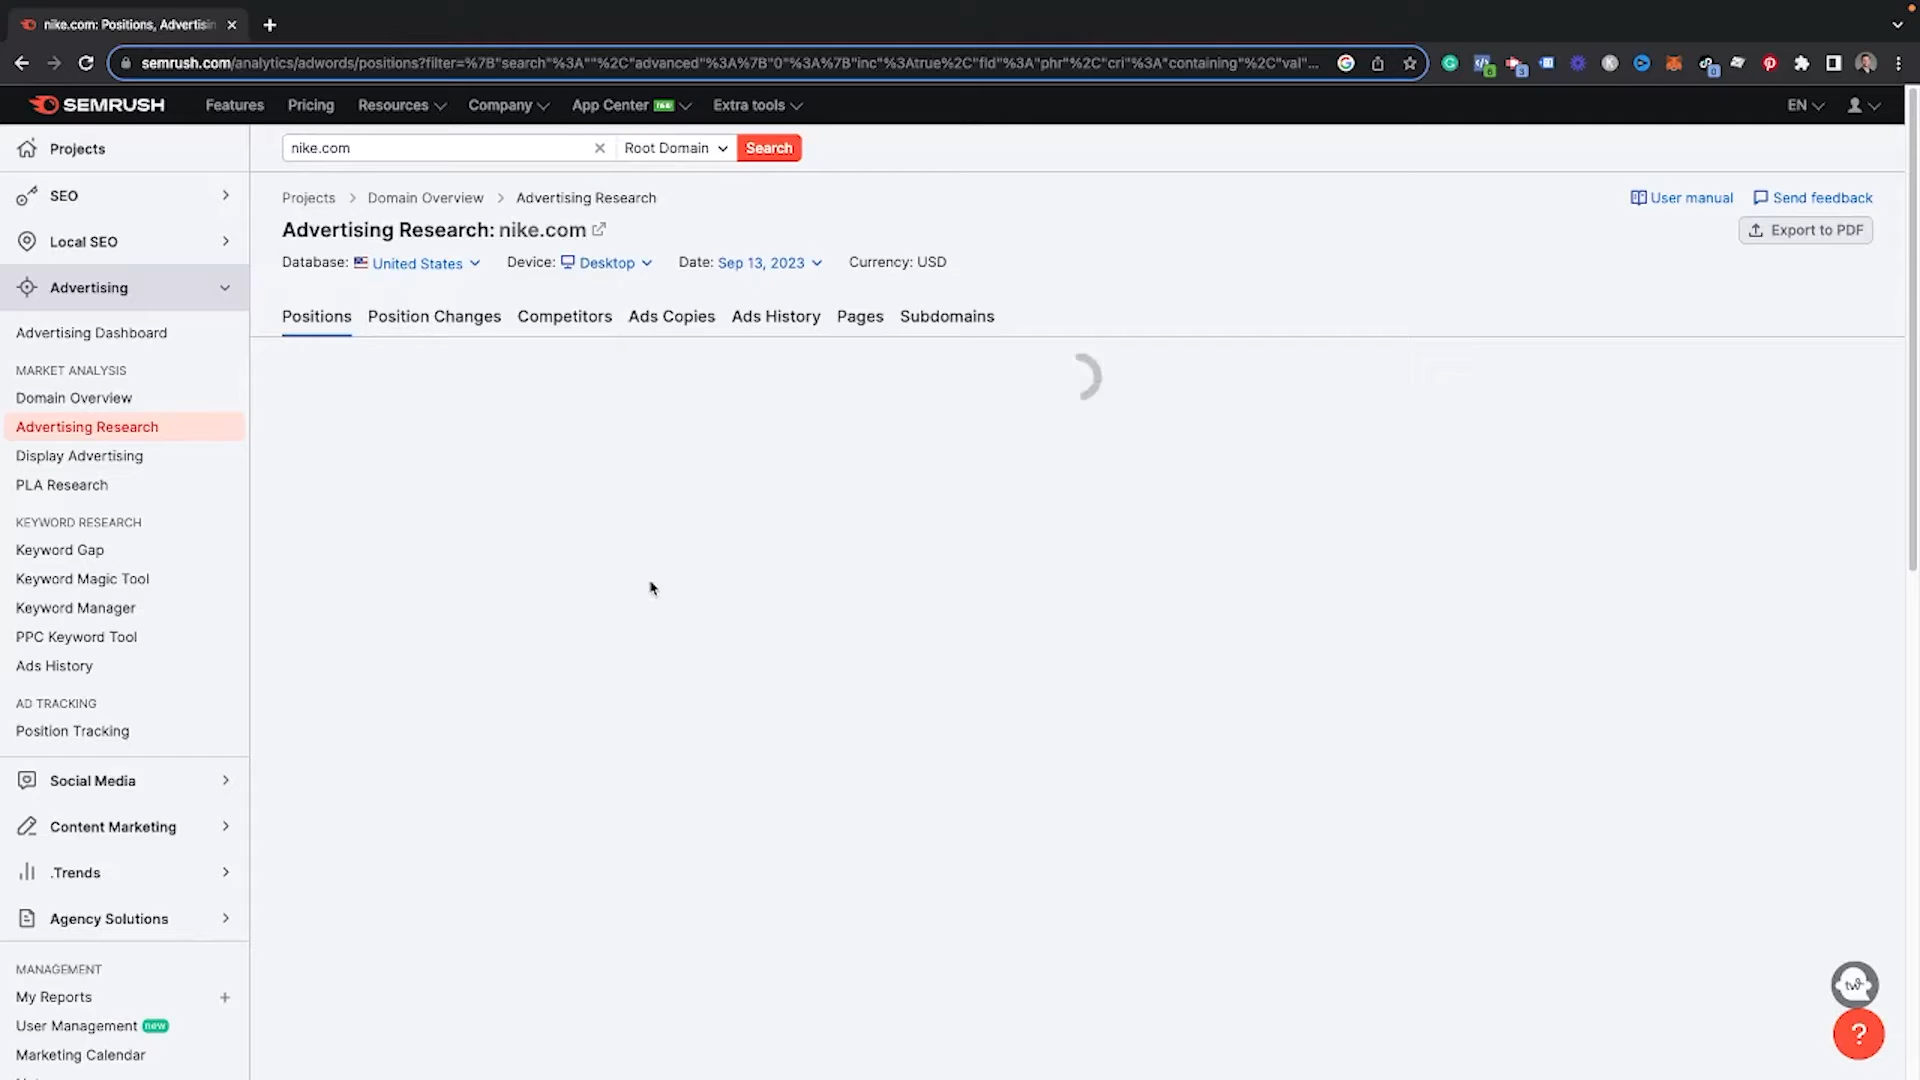 nike.com: Positions, Advertisin
semrush.com/analytics/adwords/positions?filter=%7B"search"%3A""%2C"advanced"%3A%7B"0"%3A%7B"inc"%3Atrue%2C"fld"%3A"phr"%2C"cri"%3A"containing"%2C"val"...
SEMRUSH Features Pricing Resources Company App Center Extra tools EN
nike.com Root Domain Search
Projects > Domain Overview > Advertising Research User manual Send feedback
Advertising Research: nike.com Export to PDF
Database: United States Device: Desktop Date: Sep 13, 2023 Currency: USD
Positions Position Changes Competitors Ads Copies Ads History Pages Subdomains
Projects
SEO
Local SEO
Advertising
Advertising Dashboard
MARKET ANALYSIS
Domain Overview
Advertising Research
Display Advertising
PLA Research
KEYWORD RESEARCH
Keyword Gap
Keyword Magic Tool
Keyword Manager
PPC Keyword Tool
Ads History
AD TRACKING
Position Tracking
Social Media
Content Marketing
.Trends
Agency Solutions
MANAGEMENT
My Reports +
User Management new
Marketing Calendar
?